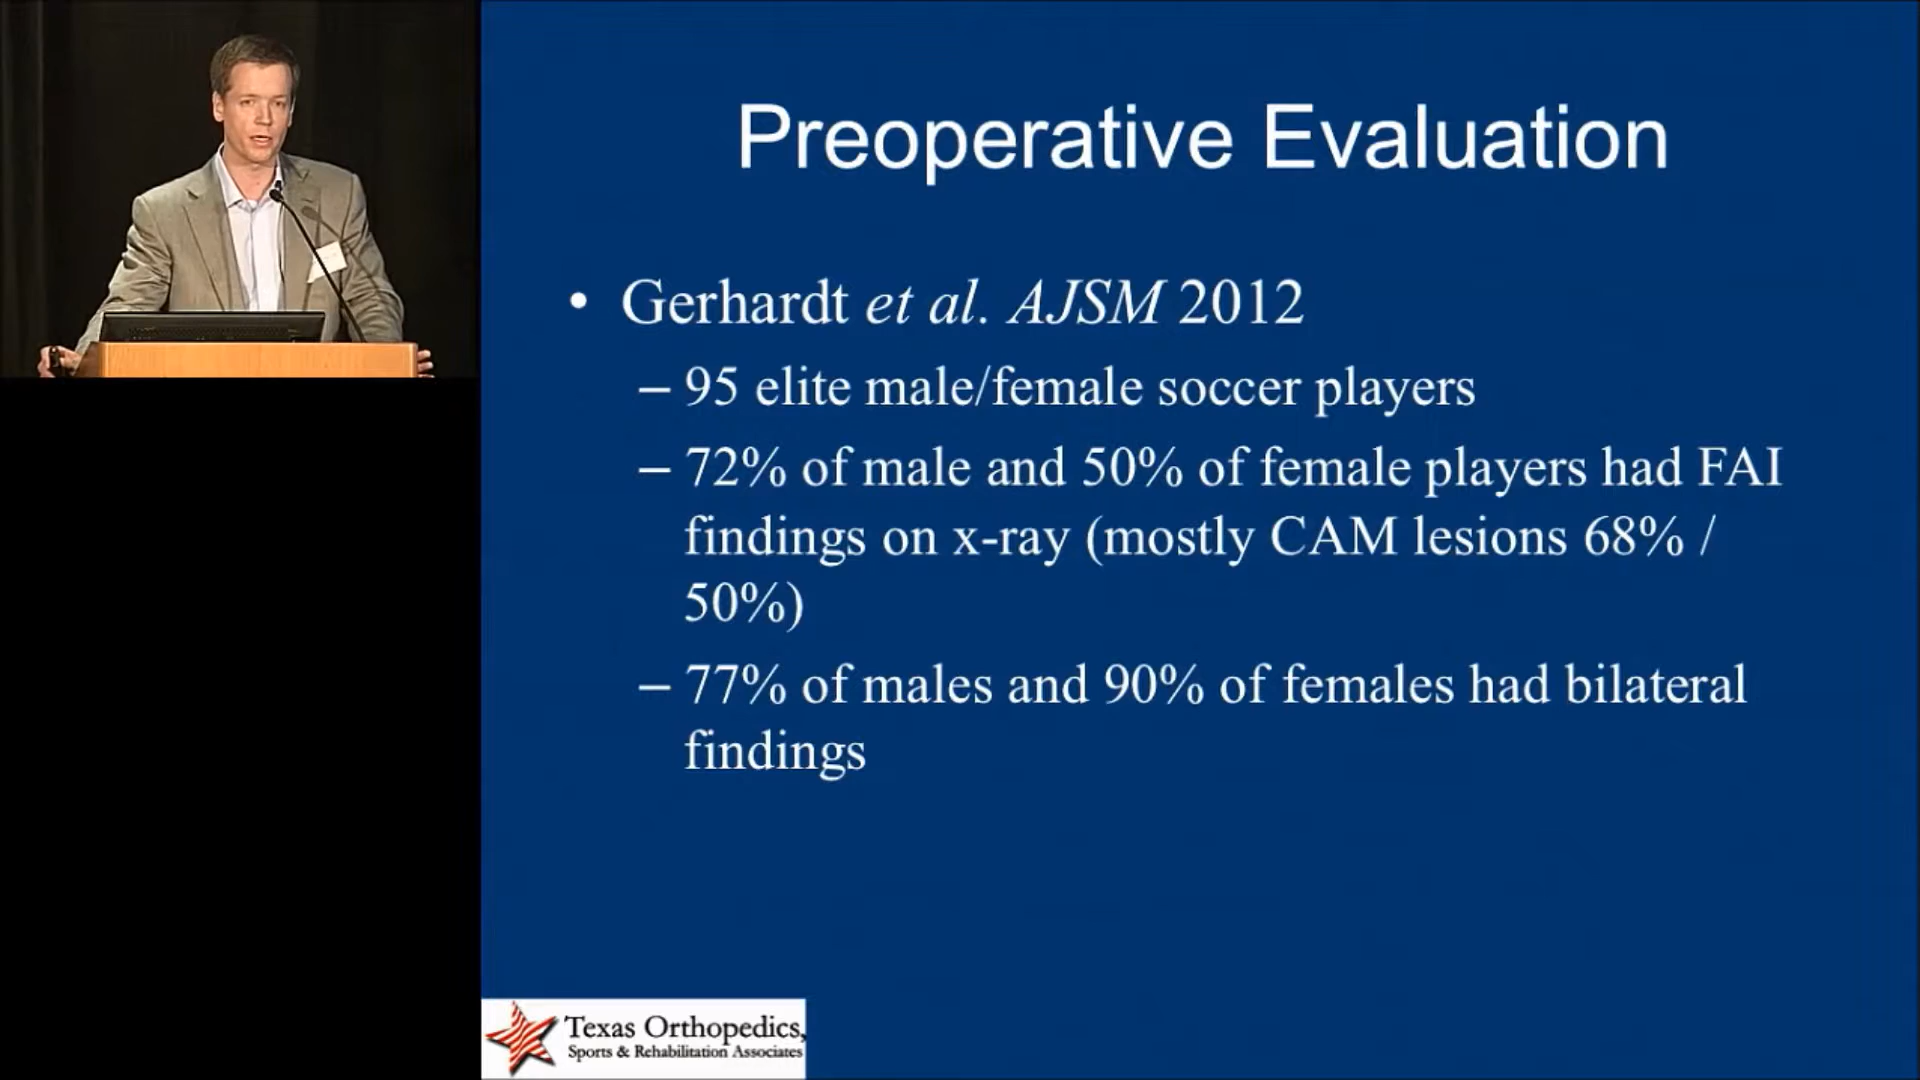 Preoperative Evaluation
• Gerhardt et al. AJSM 2012
– 95 elite male/female soccer players
– 72% of male and 50% of female players had FAI
findings on x-ray (mostly CAM lesions 68% /
50%)
– 77% of males and 90% of females had bilateral
findings
Texas Orthopedics,
Sports & Rehabilitation Associates